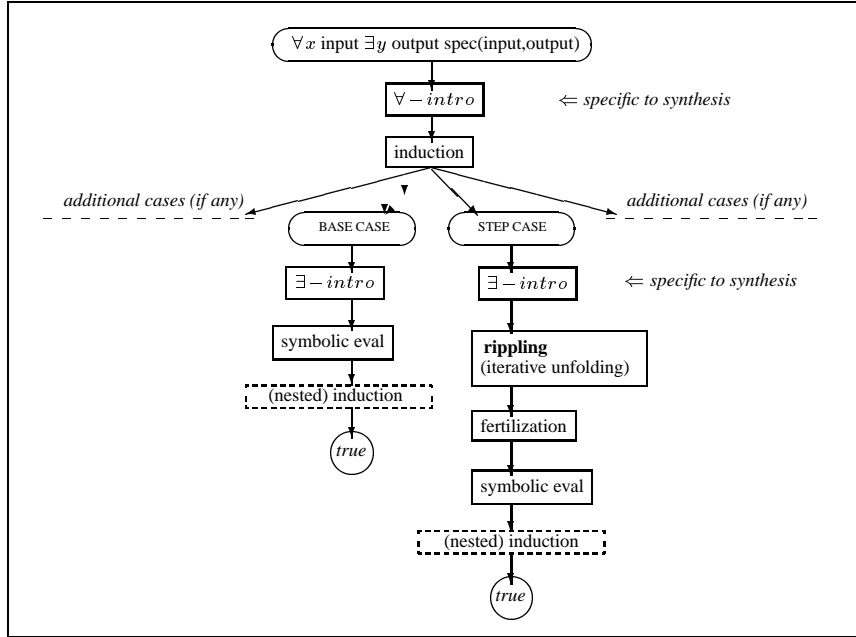 ∀x input ∃y output spec(input,output)
∀ − intro ⇐ specific to synthesis
induction
additional cases (if any) additional cases (if any)
BASE CASE STEP CASE
∃ − intro ∃ − intro ⇐ specific to synthesis
symbolic eval rippling
(iterative unfolding)
(nested) induction
fertilization
true
symbolic eval
(nested) induction
true